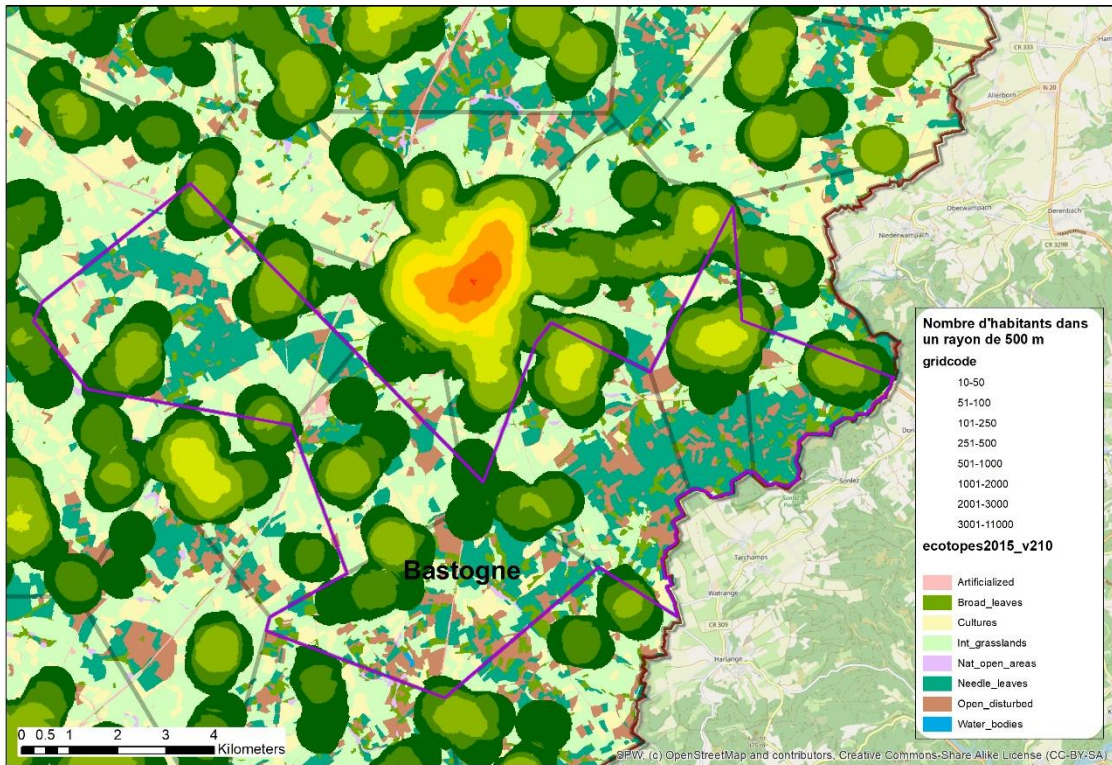 CR 333
Ham
N 20
Allerborn
Oberwampach
Derenbach
Niederwampach
CR 329B
Nombre d'habitants dans
un rayon de 500 m
gridcode
10-50
51-100
101-250
251-500
501-1000
1001-2000
2001-3000
3001-11000
ecotopes2015_v210
Artificialized
Broad_leaves
Cultures
Int_grasslands
Nat_open_areas
Needle_leaves
Open_disturbed
Water_bodies
Don
Sonlez
Tarchamps
Bastogne
Watrange
CR 309
Harlange
0 0.5 1 2 3 4
Kilometers
SPW: (c) OpenStreetMap and contributors, Creative Commons-Share Alike License (CC-BY-SA)